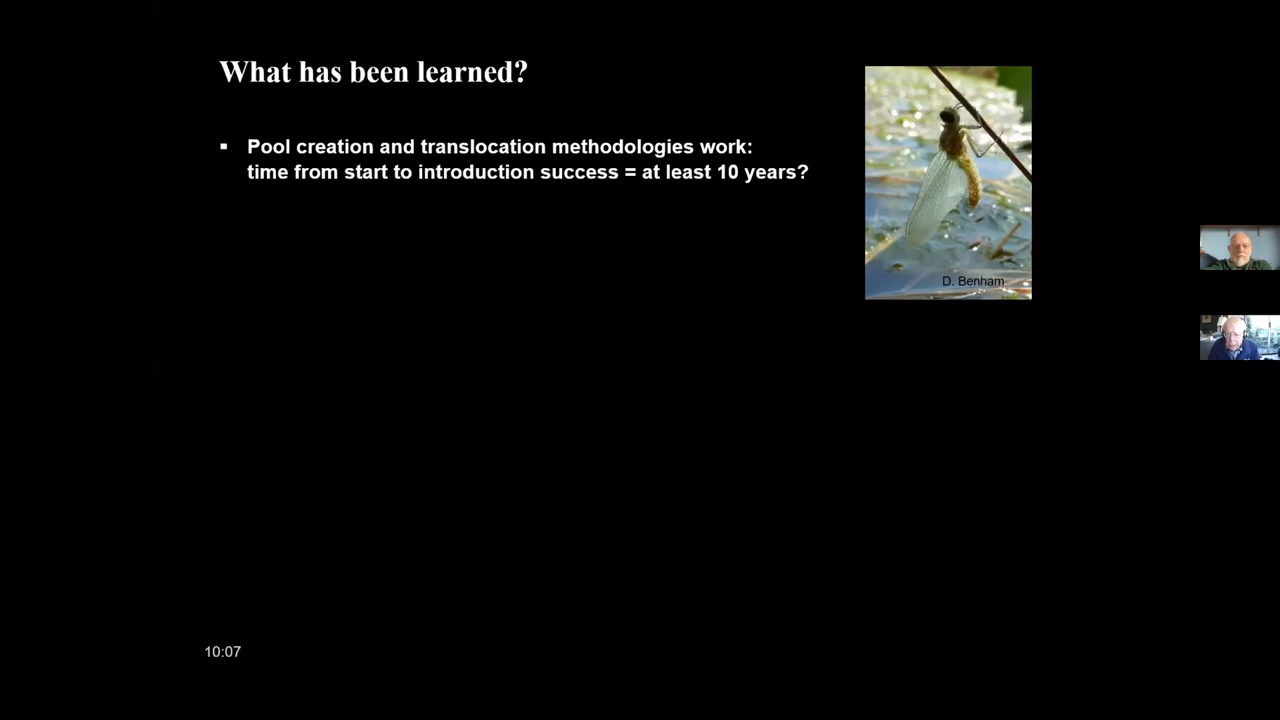 What has been learned?
▪ Pool creation and translocation methodologies work:
time from start to introduction success = at least 10 years?
D. Benham
10:07